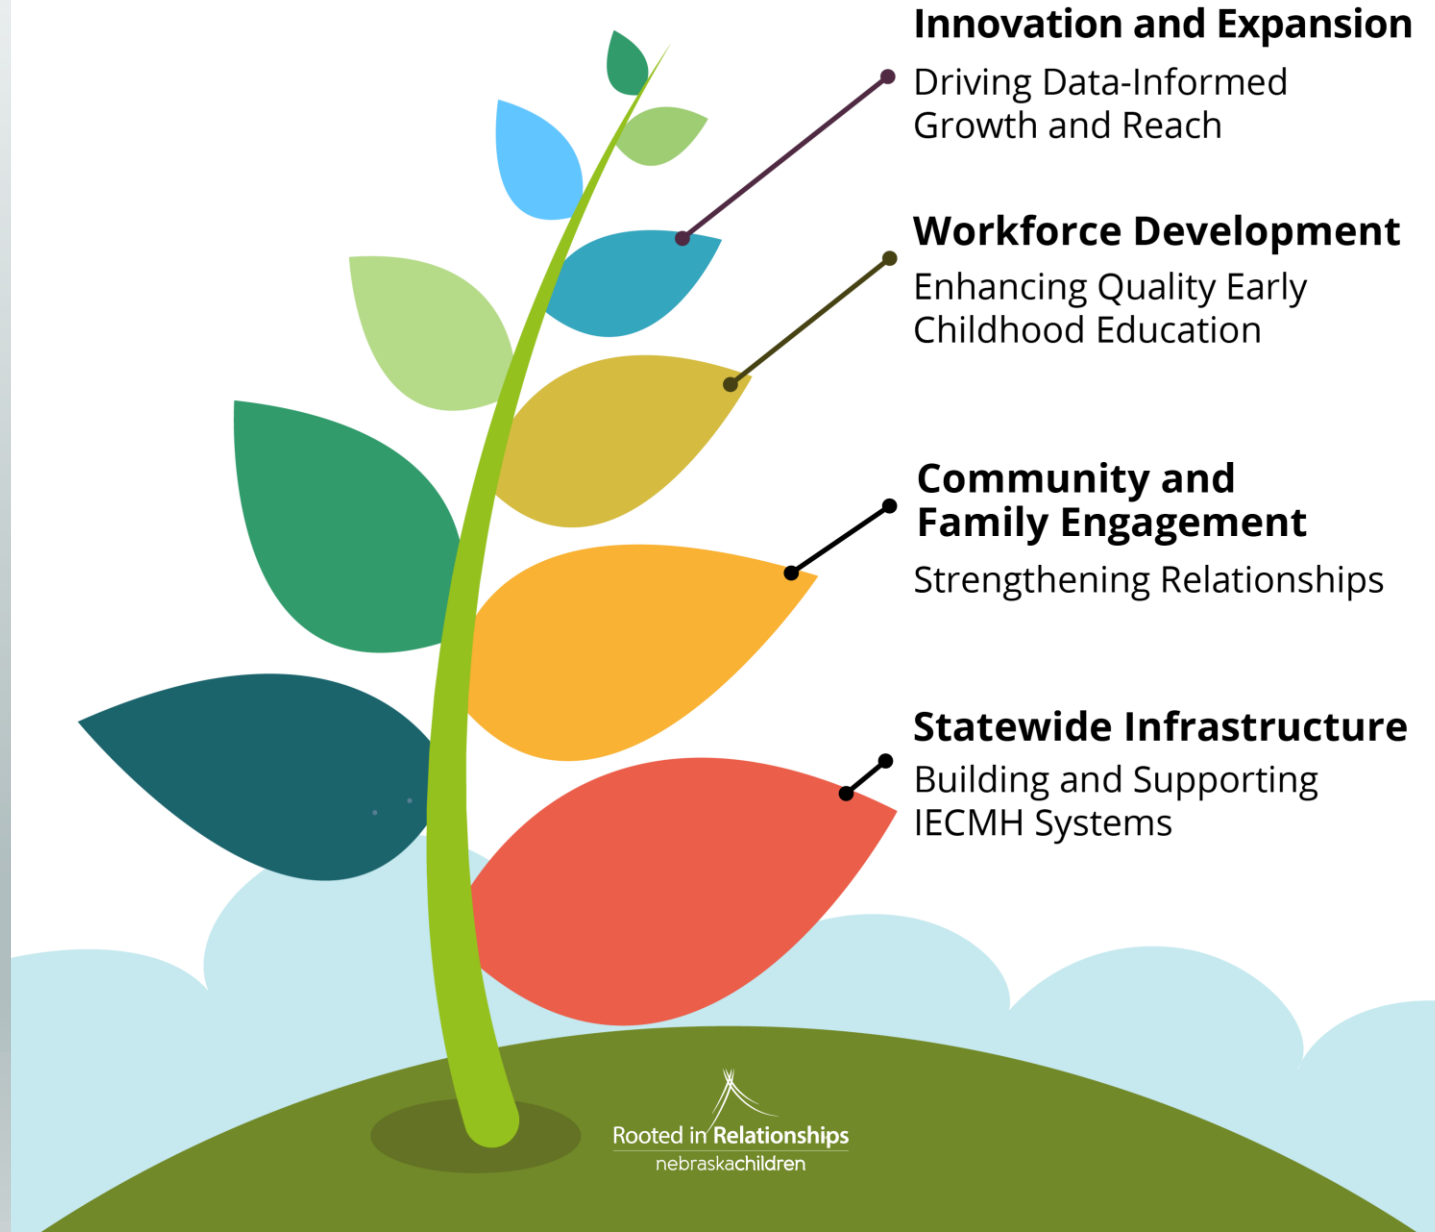 Innovation and Expansion
Driving Data-Informed
Growth and Reach
Workforce Development
Enhancing Quality Early
Childhood Education
Community and
Family Engagement
Strengthening Relationships
Statewide Infrastructure
Building and Supporting
IECMH Systems
Rooted in Relationships
nebraskachildren